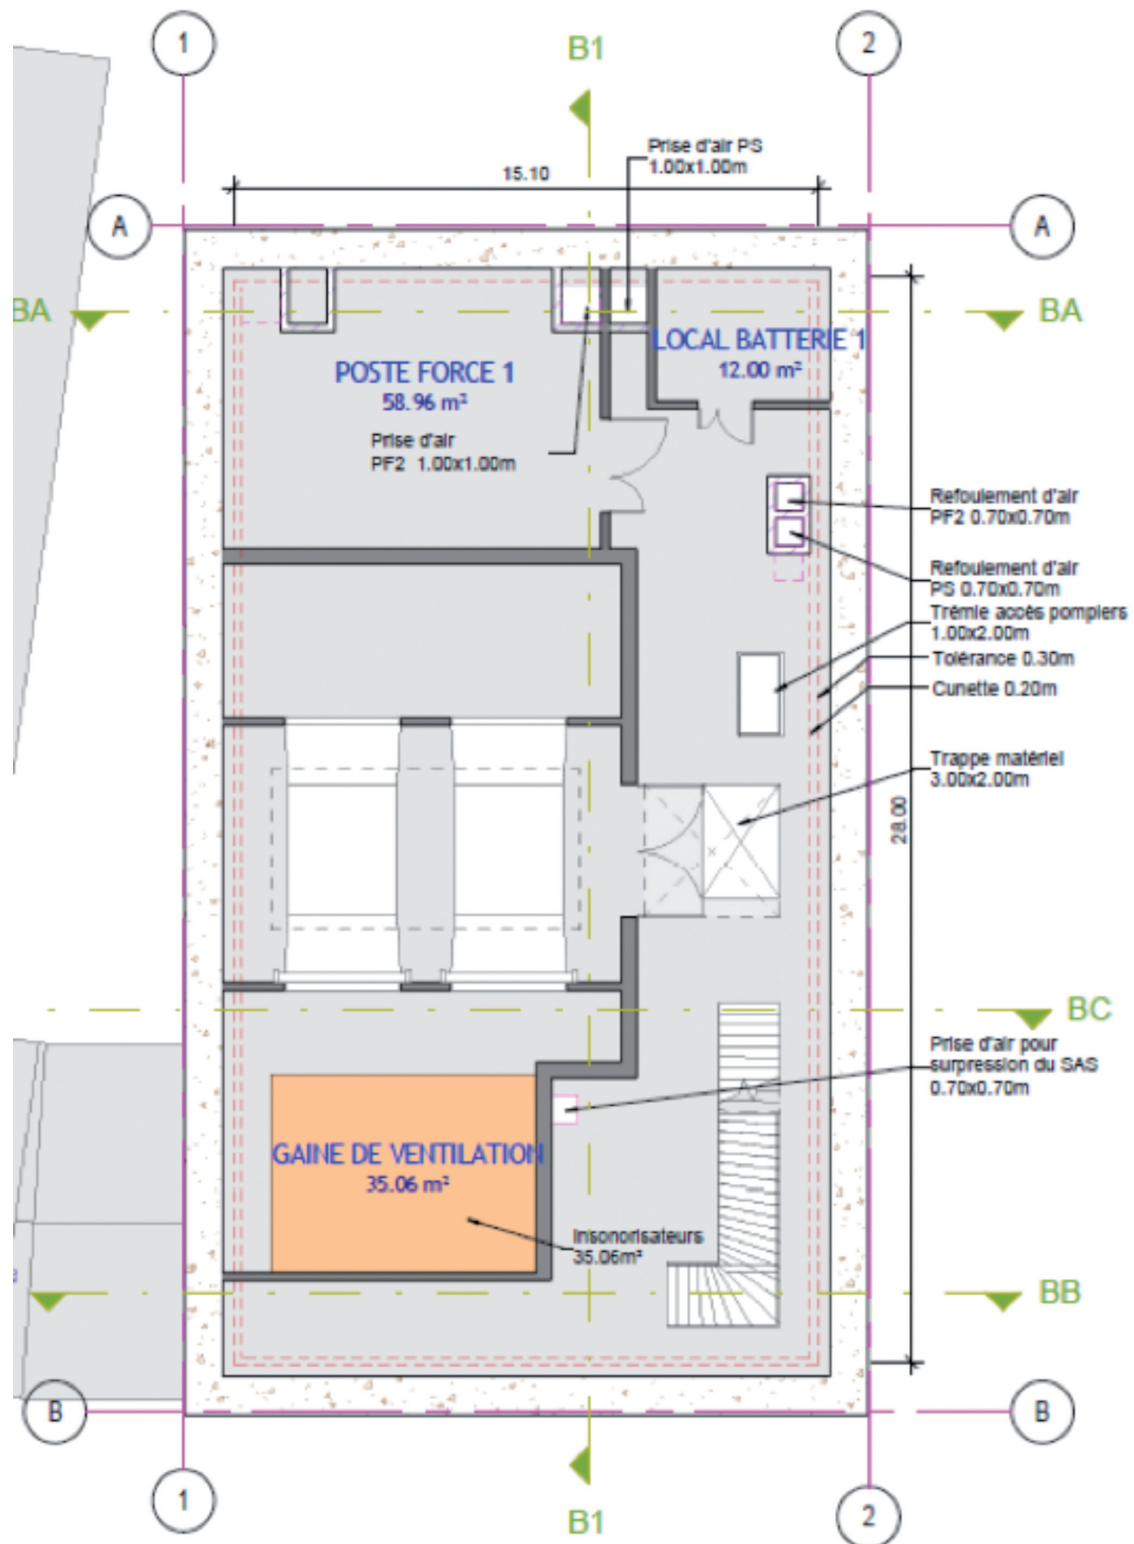 1
B1
2
Prise d'air PS
1.00x1.00m
15.10
A
A
BA
BA
LOCAL BATTERIE 1
12.00 m²
POSTE FORCE 1
58.96 m²
Prise d'air
PF2 1.00x1.00m
Refoulement d'air
PF2 0.70x0.70m
Refoulement d'air
PS 0.70x0.70m
Trémie accès pompiers
1.00x2.00m
Tolérance 0.30m
Cunette 0.20m
Trappe matériel
3.00x2.00m
28.00
BC
Prise d'air pour
surpression du SAS
0.70x0.70m
GAINE DE VENTILATION
35.06 m²
Insonorisateurs
35.06m²
BB
B
B
1
B1
2